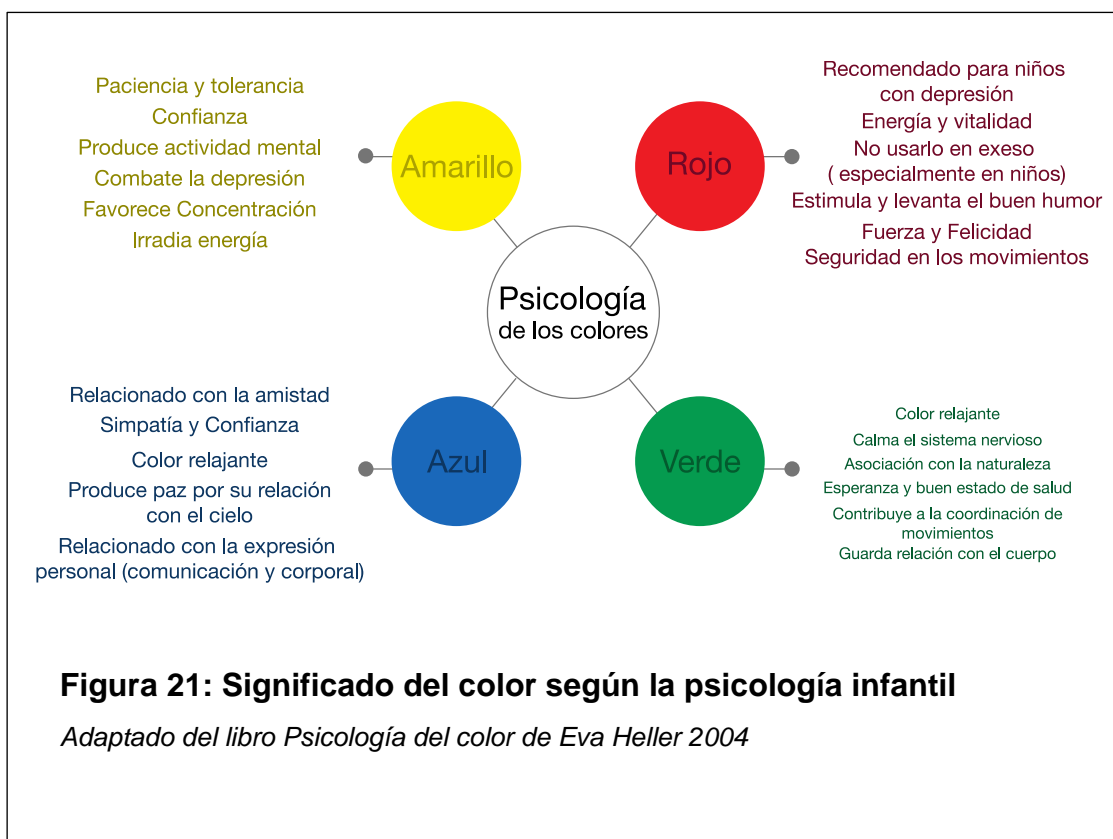 Paciencia y tolerancia
Confianza
Produce actividad mental
Combate la depresión
Favorece Concentración
Irradia energía
Amarillo
Rojo
Recomendado para niños
con depresión
Energía y vitalidad
No usarlo en exeso
( especialmente en niños)
Estimula y levanta el buen humor
Fuerza y Felicidad
Seguridad en los movimientos
Psicología
de los colores
Relacionado con la amistad
Simpatía y Confianza
Color relajante
Produce paz por su relación
con el cielo
Relacionado con la expresión
personal (comunicación y corporal)
Azul
Verde
Color relajante
Calma el sistema nervioso
Asociación con la naturaleza
Esperanza y buen estado de salud
Contribuye a la coordinación de
movimientos
Guarda relación con el cuerpo
Figura 21: Significado del color según la psicología infantil
Adaptado del libro Psicología del color de Eva Heller 2004